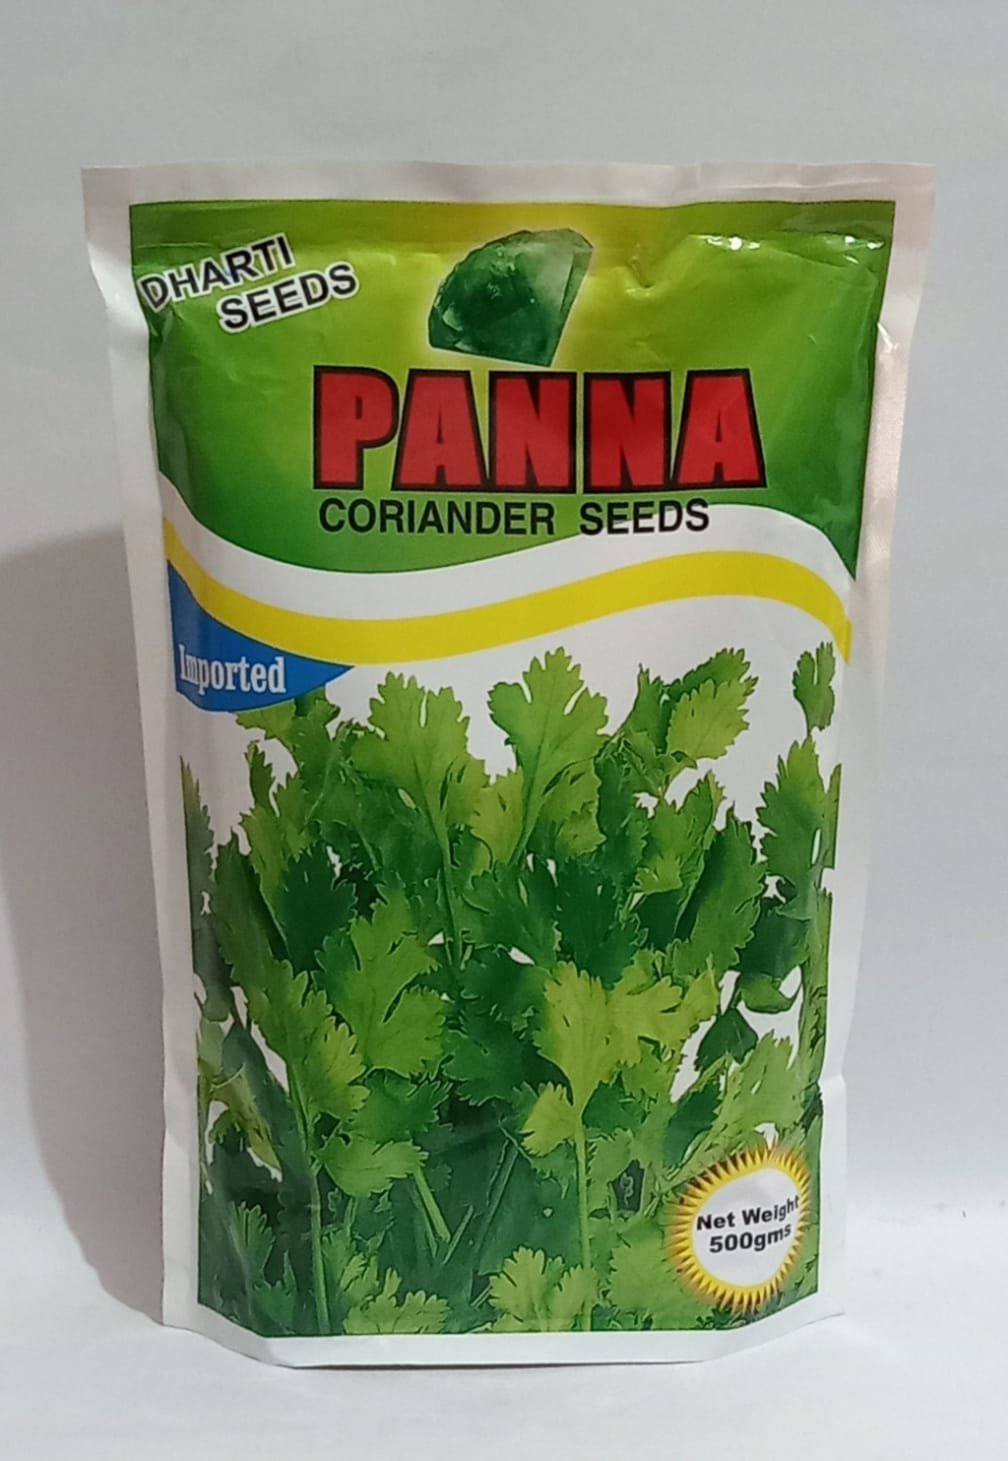 DHARTI
SEEDS
PANNA
CORIANDER SEEDS
Imported
Net Weight
500gms